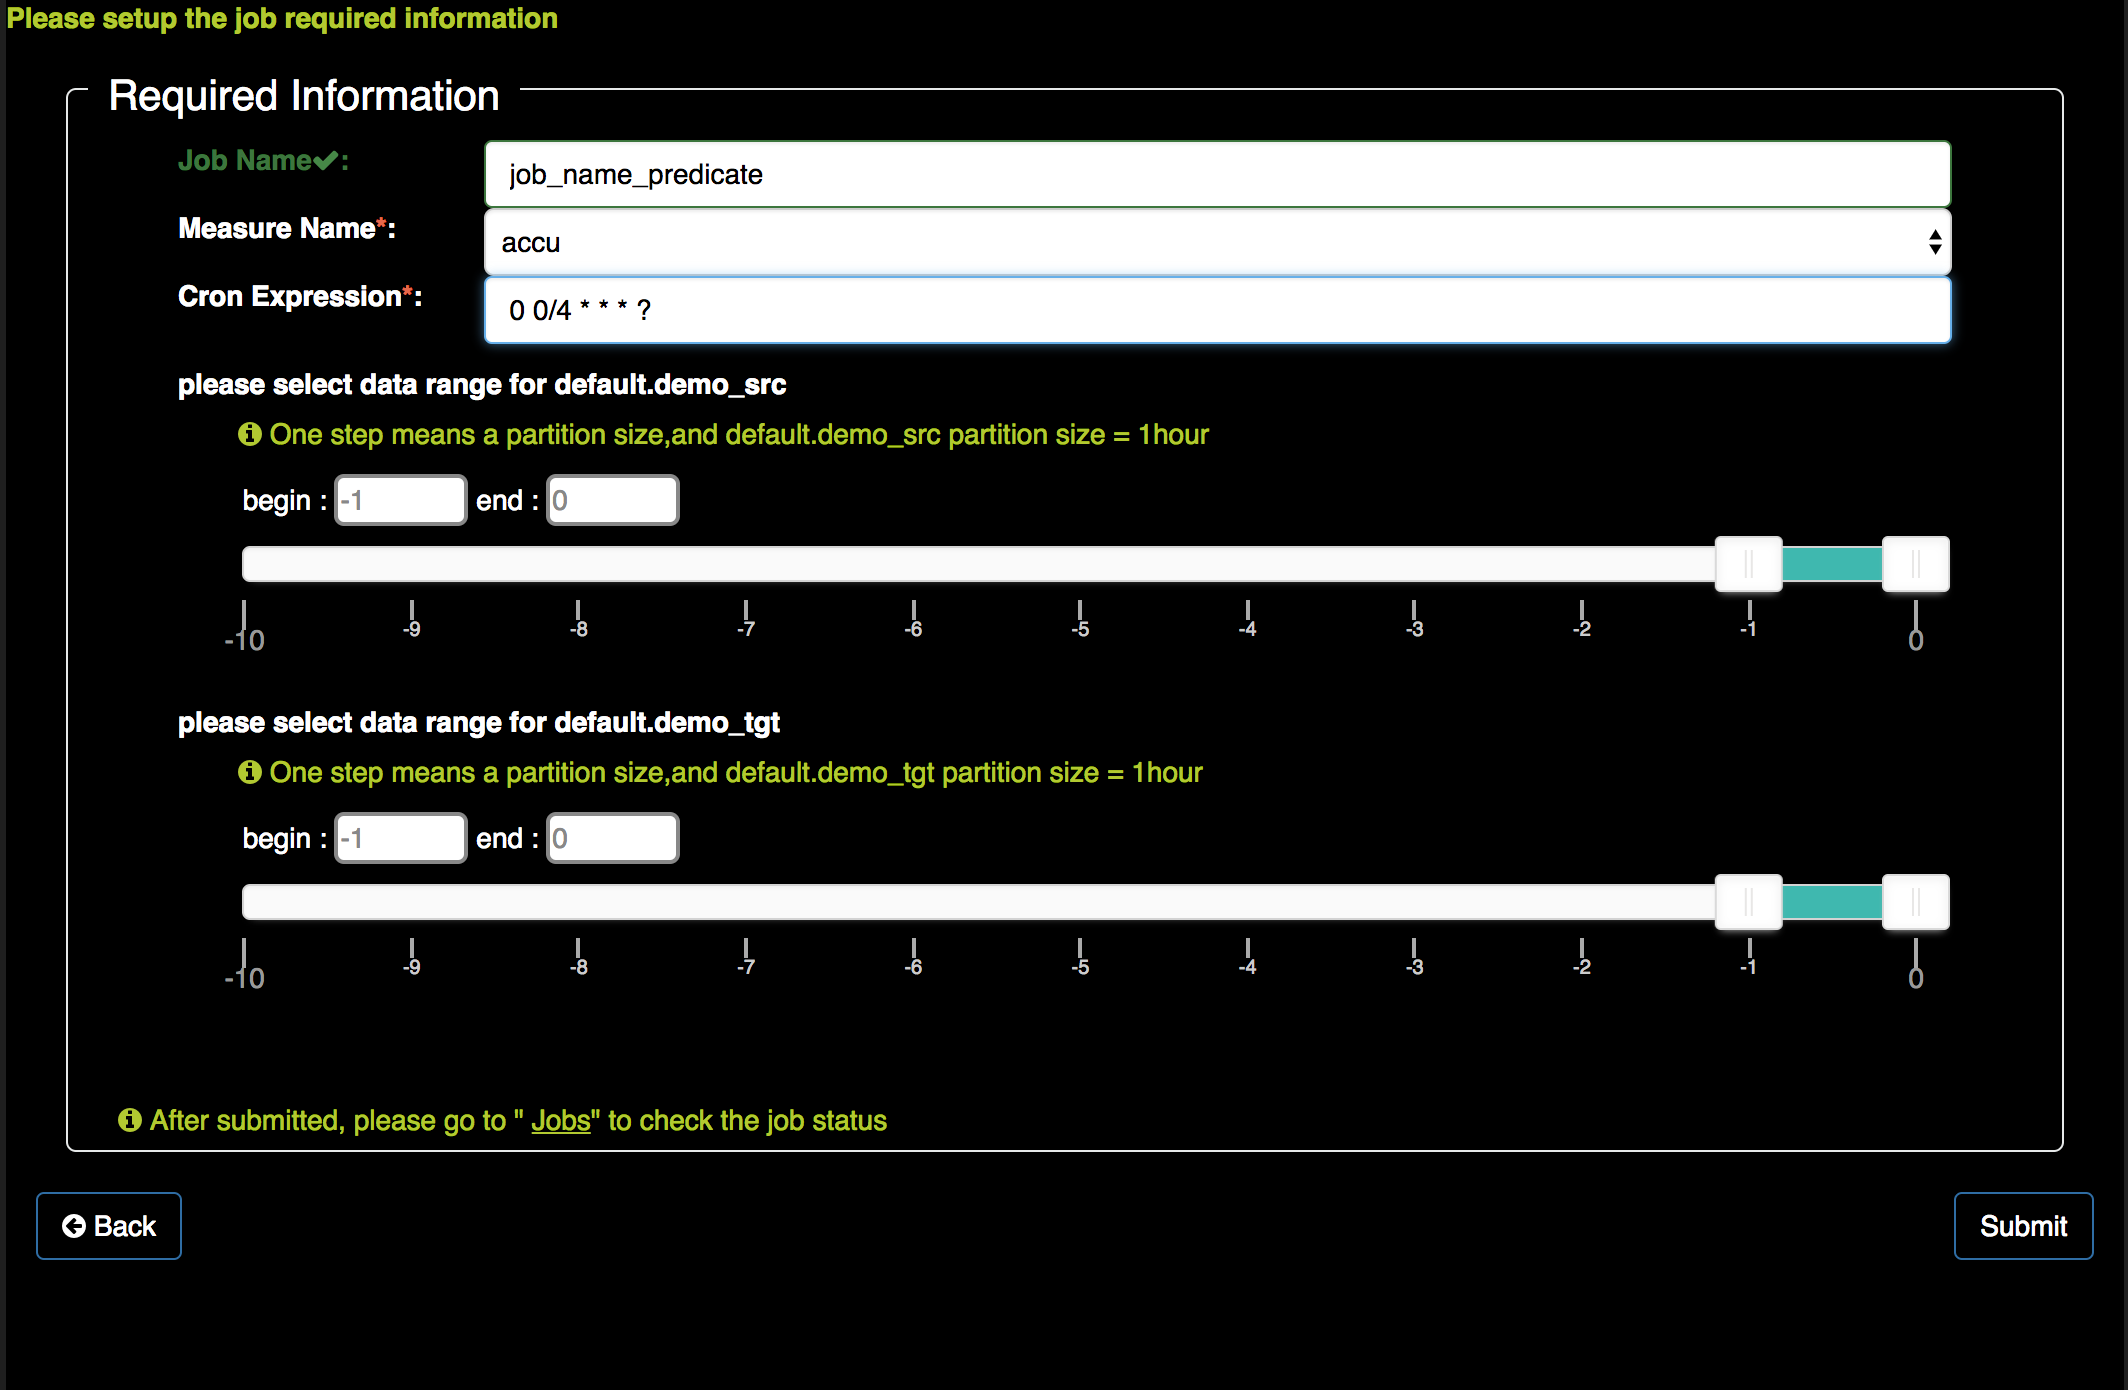 Please setup the job required information
Required Information
Job Name :
job_name_predicate
Measure Name*:
accu
Cron Expression*:
0 0/4 * * * ?
please select data range for default.demo_src
One step means a partition size,and default.demo_src partition size = 1hour
begin : -1 end : 0
-10 -9 -8 -7 -6 -5 -4 -3 -2 -1 0
please select data range for default.demo_tgt
One step means a partition size,and default.demo_tgt partition size = 1hour
begin : -1 end : 0
-10 -9 -8 -7 -6 -5 -4 -3 -2 -1 0
After submitted, please go to " Jobs" to check the job status
Back
Submit